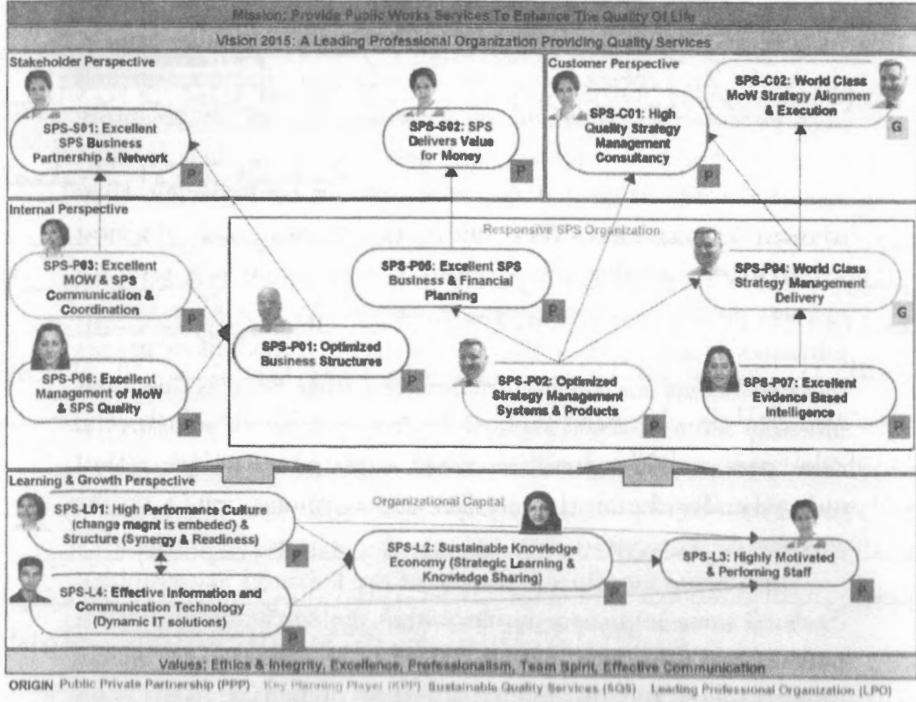 Mission: Provide Public Works Services To Enhance The Quality Of Life
Vision 2015: A Leading Professional Organization Providing Quality Services
Stakeholder Perspective
SPS-S01: Excellent
SPS Business
Partnership & Network
P
SPS-S02: SPS
Delivers Value
for Money
P
Customer Perspective
SPS-C01: High
Quality Strategy
Management
Consultancy
P
SPS-C02: World Class
MoW Strategy Alignmen
& Execution
G
Internal Perspective
Responsive SPS Organization
SPS-P03: Excellent
MOW & SPS
Communication &
Coordination
P
SPS-P05: Excellent SPS
Business & Financial
Planning
P
SPS-P04: World Class
Strategy Management
Delivery
G
SPS-P01: Optimized
Business Structures
P
SPS-P06: Excellent
Management of MoW
& SPS Quality
P
SPS-P02: Optimized
Strategy Management
Systems & Products
P
SPS-P07: Excellent
Evidence Based
Intelligence
P
Learning & Growth Perspective
Organizational Capital
SPS-L01: High Performance Culture
(change magnt is embeded) &
Structure (Synergy & Readiness)
P
SPS-L2: Sustainable Knowledge
Economy (Strategic Learning &
Knowledge Sharing)
P
SPS-L3: Highly Motivated
& Perfoming Staff
P
SPS-L4: Effective Information and
Communication Technology
(Dynamic IT solutions)
P
Values: Ethics & Integrity, Excellence, Professionalism, Team Spirit, Effective Communication
ORIGIN Public Private Partnership (PPP) Key Planning Player (KPP) Sustainable Quality Services (SQS) Leading Professional Organization (LPO)